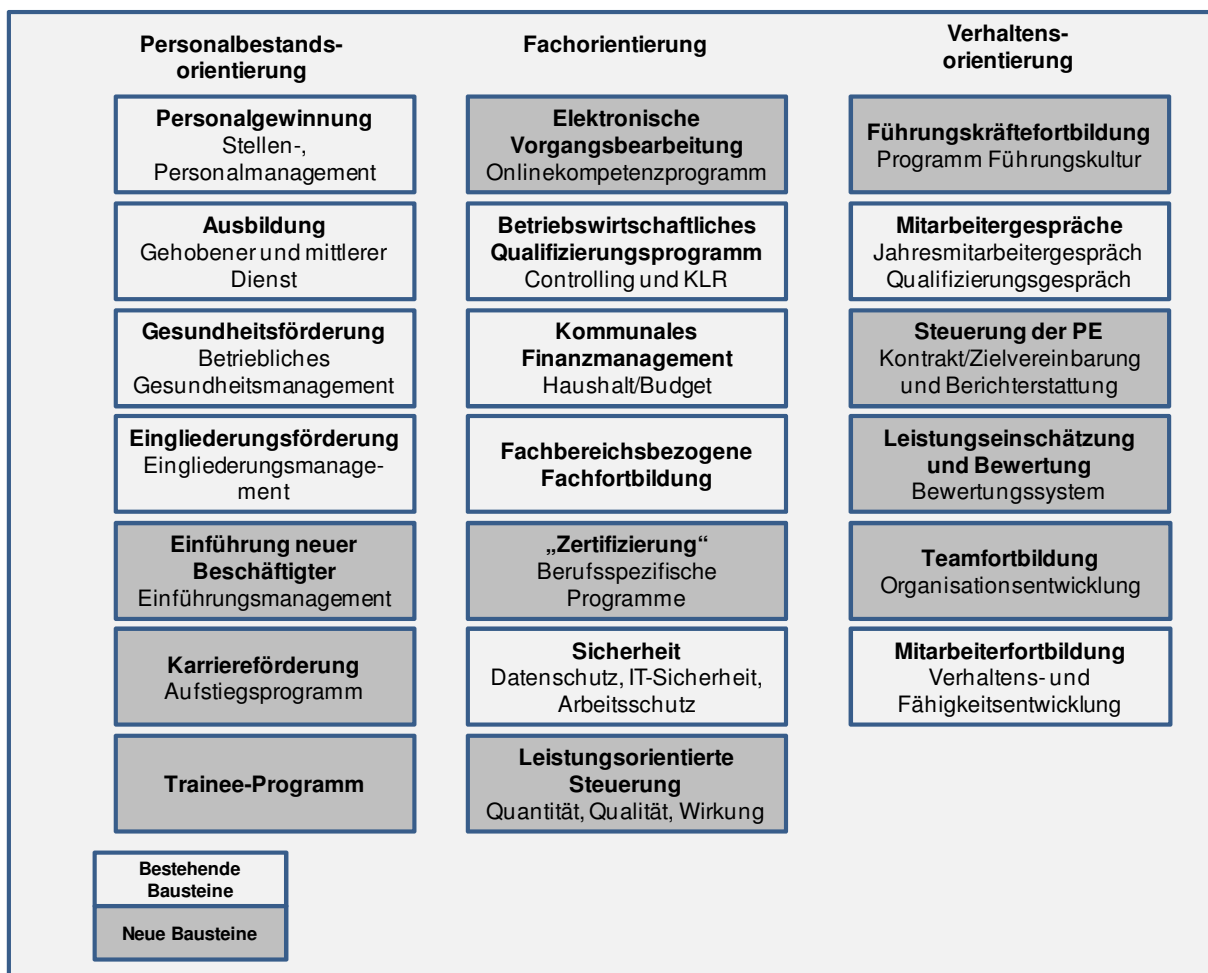 Personalbestands-
orientierung
Personalgewinnung
Stellen-,
Personalmanagement
Ausbildung
Gehobener und mittlerer
Dienst
Gesundheitsförderung
Betriebliches
Gesundheitsmanagement
Eingliederungsförderung
Eingliederungsmanage-
ment
Einführung neuer
Beschäftigter
Einführungsmanagement
Karriereförderung
Aufstiegsprogramm
Trainee-Programm
Fachorientierung
Elektronische
Vorgangsbearbeitung
Onlinekompetenzprogramm
Betriebswirtschaftliches
Qualifizierungsprogramm
Controlling und KLR
Kommunales
Finanzmanagement
Haushalt/Budget
Fachbereichsbezogene
Fachfortbildung
„Zertifizierung“
Berufsspezifische
Programme
Sicherheit
Datenschutz, IT-Sicherheit,
Arbeitsschutz
Leistungsorientierte
Steuerung
Quantität, Qualität, Wirkung
Verhaltens-
orientierung
Führungskräftefortbildung
Programm Führungskultur
Mitarbeitergespräche
Jahresmitarbeitergespräch
Qualifizierungsgespräch
Steuerung der PE
Kontrakt/Zielvereinbarung
und Berichterstattung
Leistungseinschätzung
und Bewertung
Bewertungssystem
Teamfortbildung
Organisationsentwicklung
Mitarbeiterfortbildung
Verhaltens- und
Fähigkeitsentwicklung
Bestehende
Bausteine
Neue Bausteine